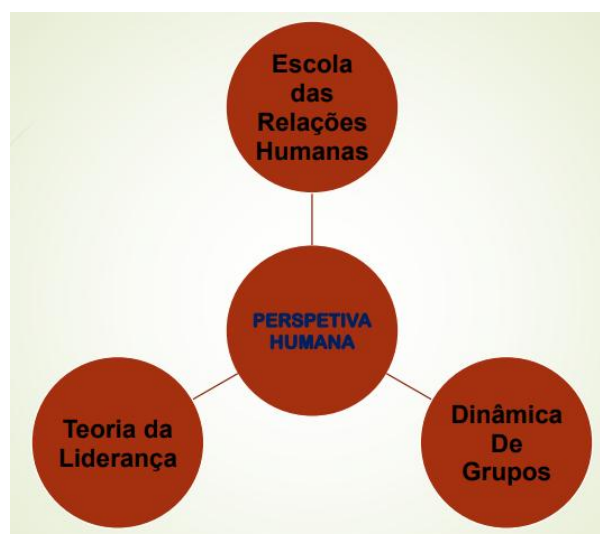 Escola
das
Relações
Humanas
PERSPETIVA
HUMANA
Teoria da
Liderança
Dinâmica
De
Grupos